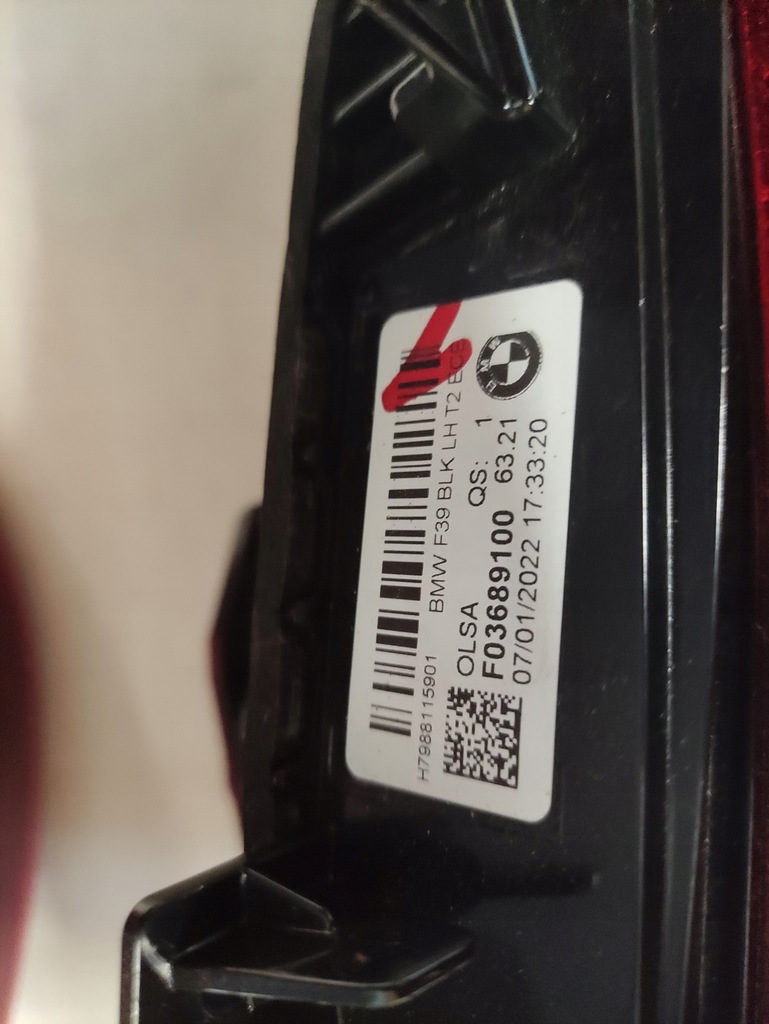 H7988115901
BMW F39 BLK LH T2 ECE
OLSA QS: 1
F03689100 63.21
07/01/2022 17:33:20
BMW